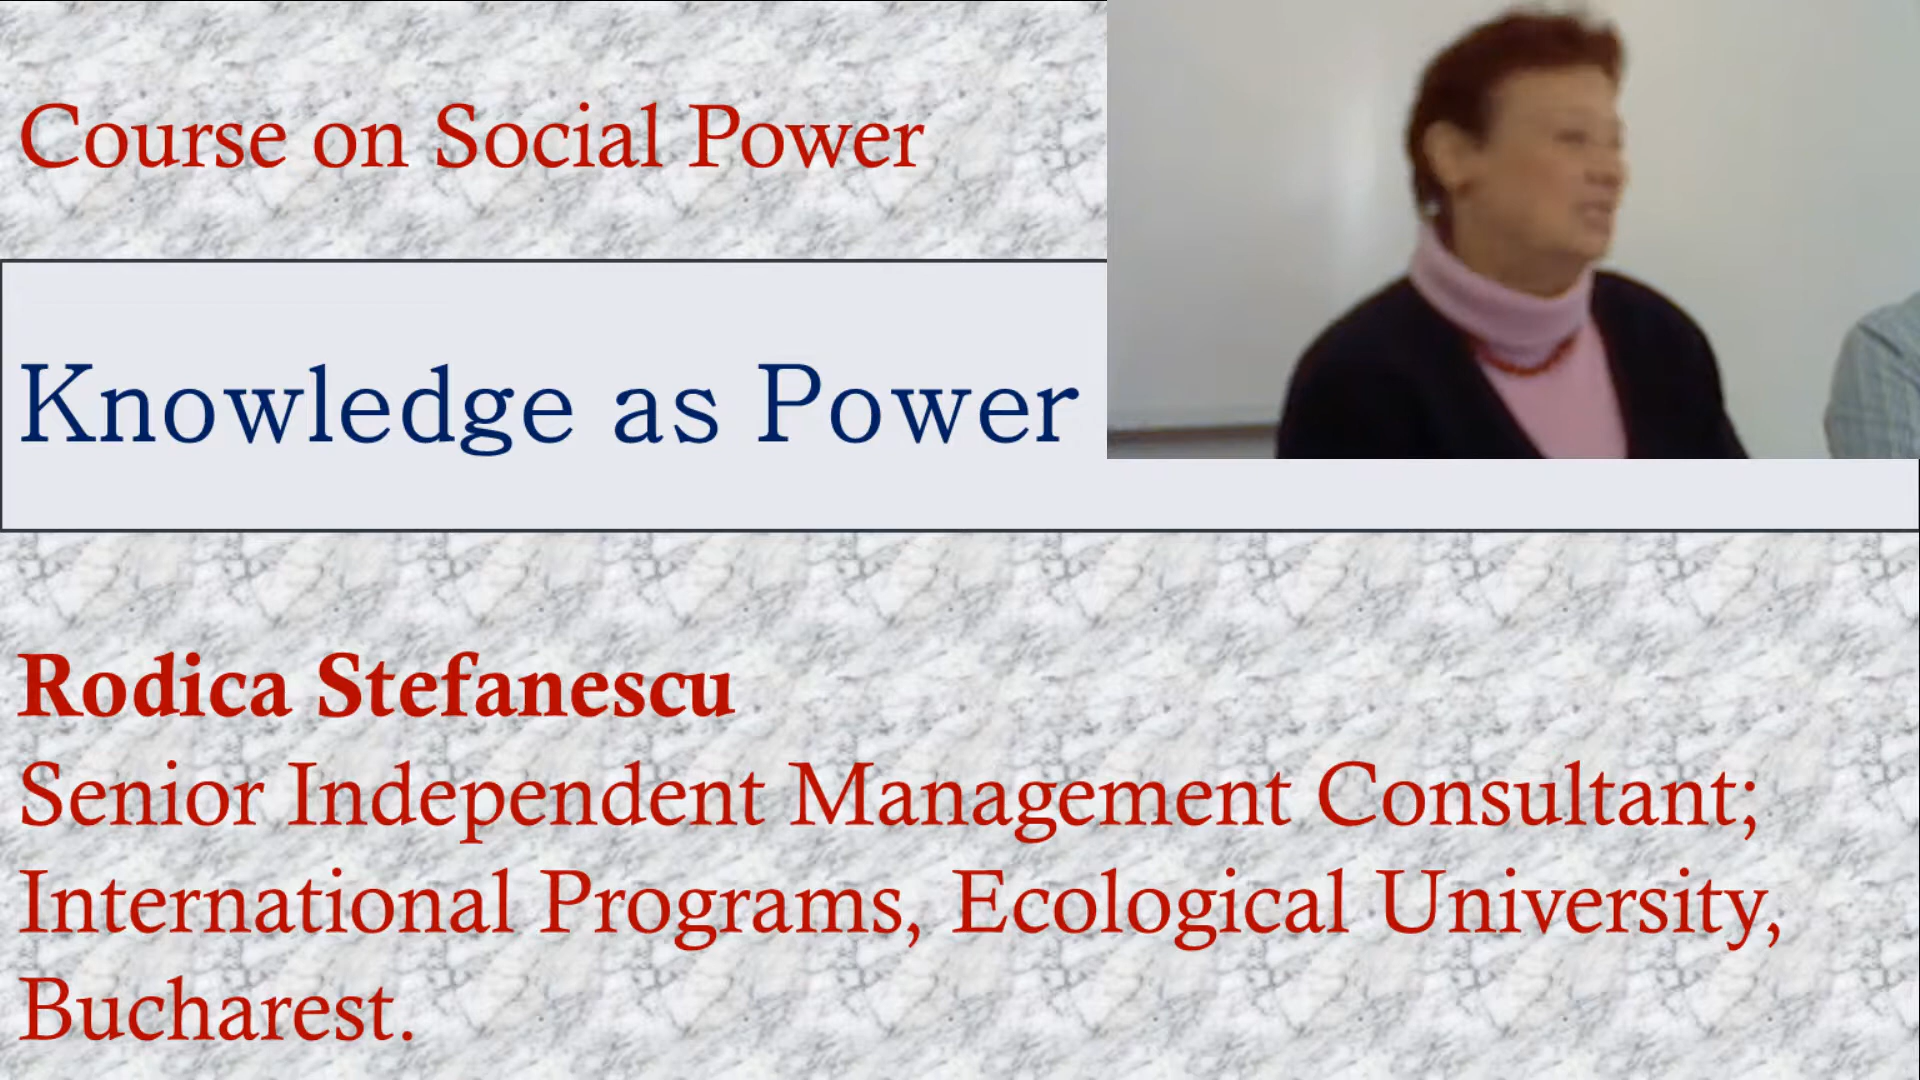 Course on Social Power
Knowledge as Power
Rodica Stefanescu
Senior Independent Management Consultant;
International Programs, Ecological University,
Bucharest.